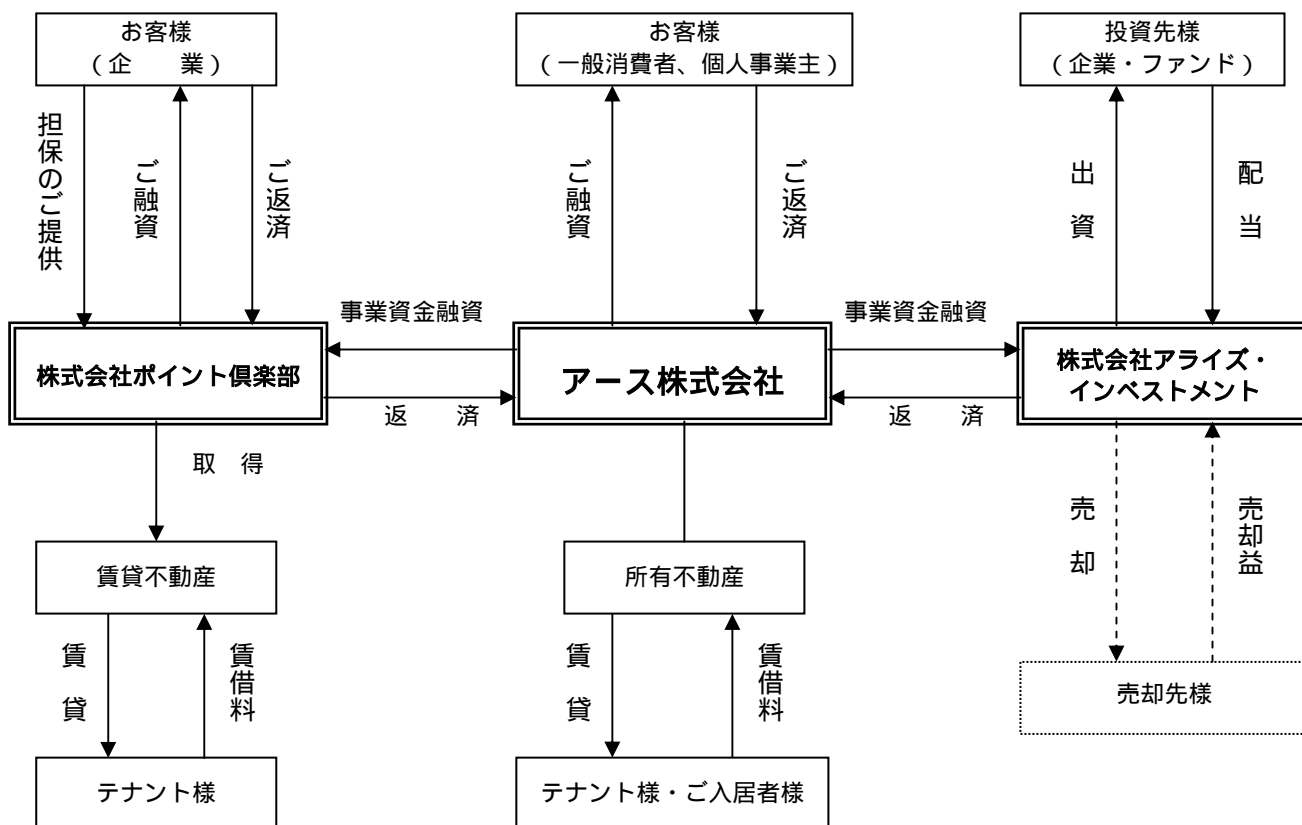 お客様
（企　　業）
お客様
（一般消費者、個人事業主）
投資先様
（企業・ファンド）
担保のご提供
ご融資
ご返済
ご融資
ご返済
出資
配当
事業資金融資
事業資金融資
株式会社ポイント倶楽部
アース株式会社
株式会社アライズ・
インベストメント
返　　済
返　　済
取　得
売却
売却益
賃貸不動産
所有不動産
賃貸
賃借料
賃貸
賃借料
売却先様
テナント様
テナント様・ご入居者様